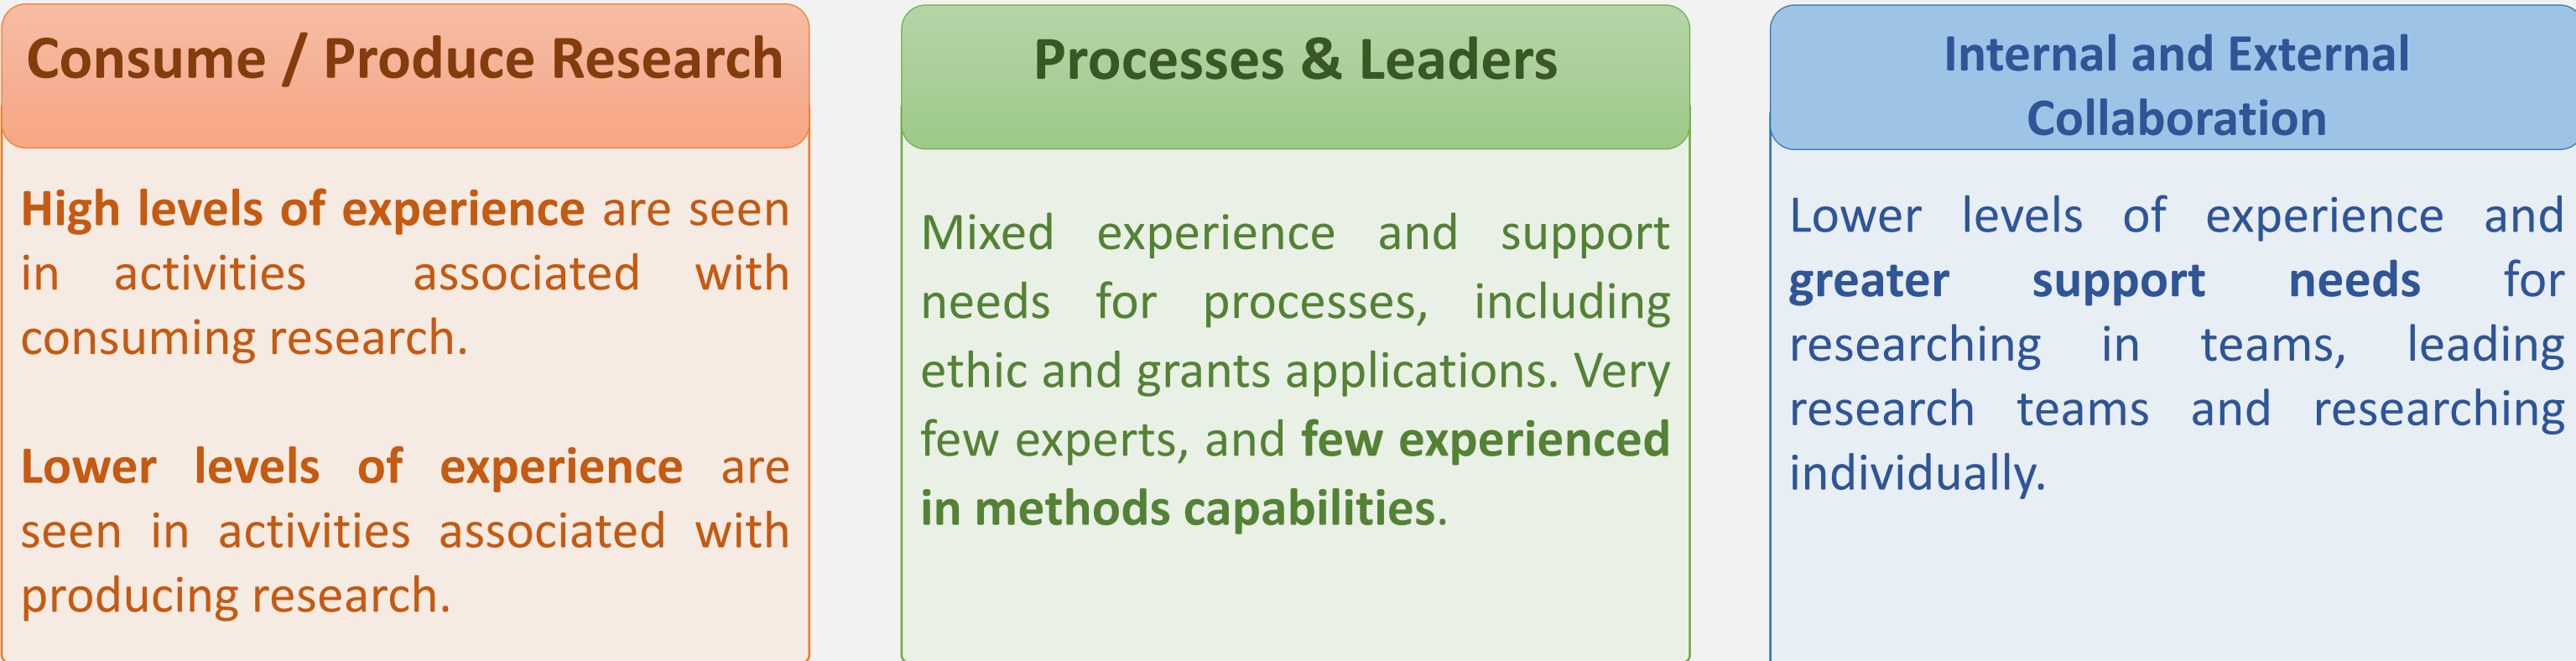 Consume / Produce Research
High levels of experience are seen
in activities associated with
consuming research.
Lower levels of experience are
seen in activities associated with
producing research.
Processes & Leaders
Mixed experience and support
needs for processes, including
ethic and grants applications. Very
few experts, and few experienced
in methods capabilities.
Internal and External
Collaboration
Lower levels of experience and
greater support needs for
researching in teams, leading
research teams and researching
individually.